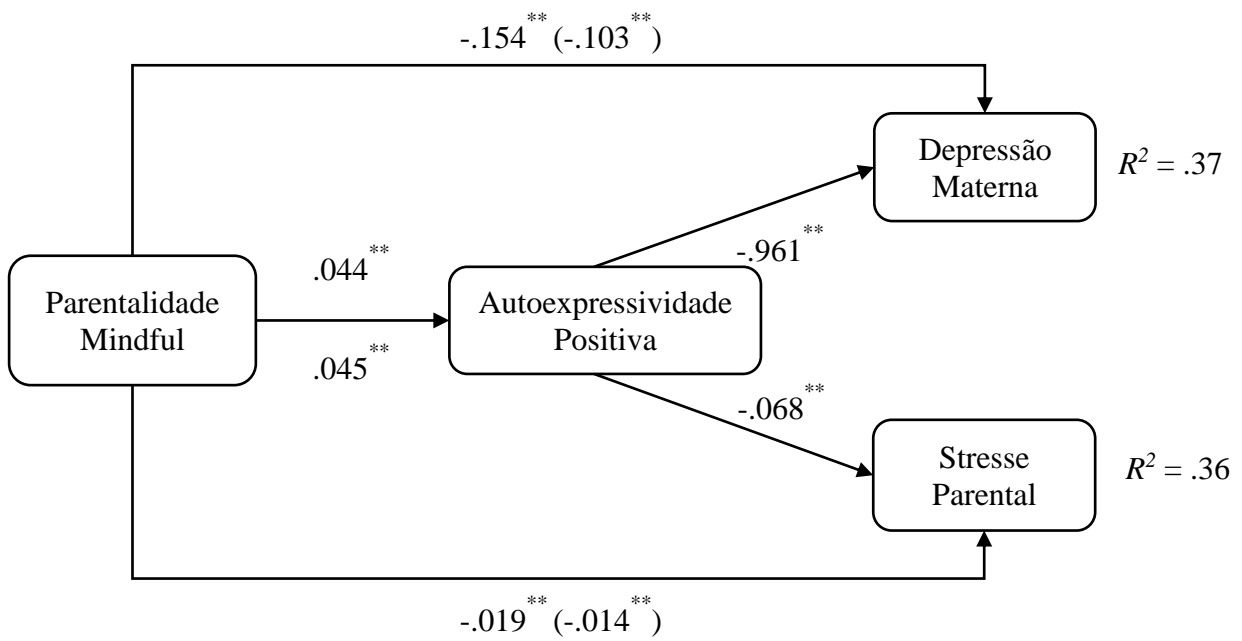 -.154** (-.103**)
Depressão
Materna
R² = .37
-.961**
.044**
Parentalidade
Mindful
Autoexpressividade
Positiva
.045**
-.068**
Stresse
Parental
R² = .36
-.019** (-.014**)